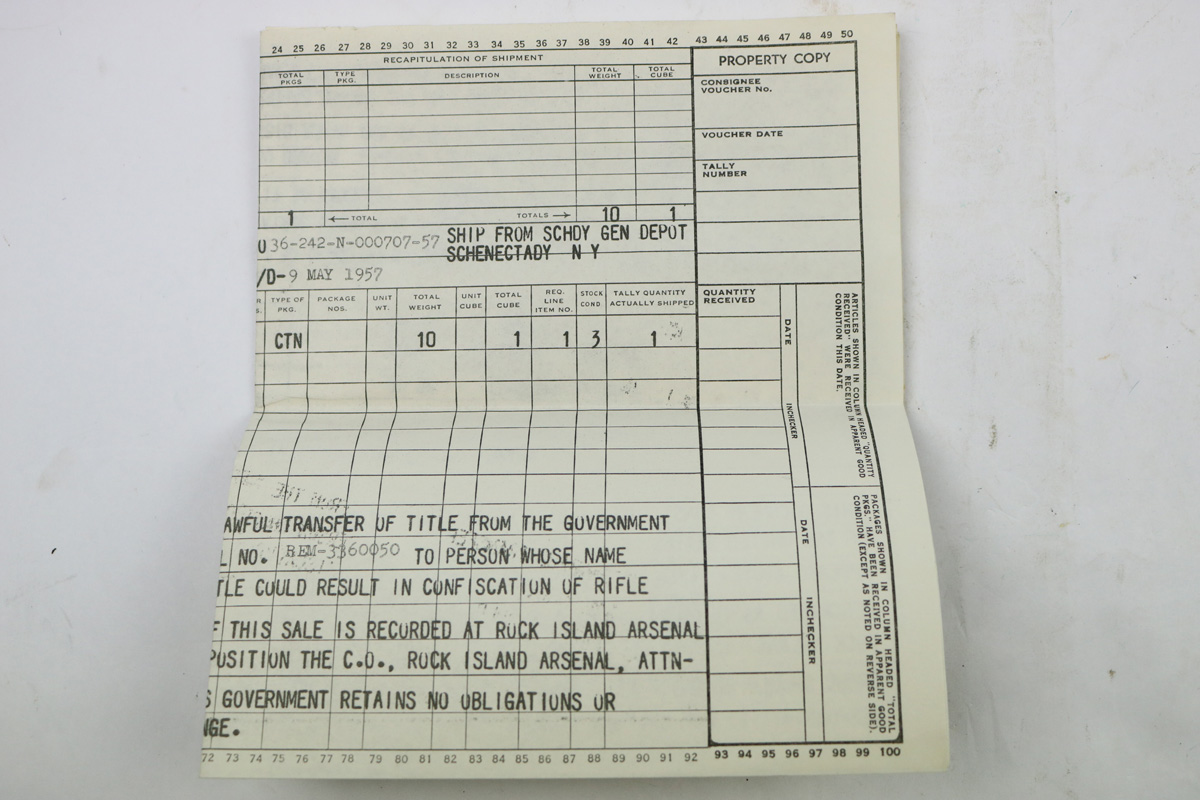 24 25 26 27 28 29 30 31 32 33 34 35 36 37 38 39 40 41 42 43 44 45 46 47 48 49 50
RECAPITULATION OF SHIPMENT
PROPERTY COPY
TOTAL PKGS
TYPE PKG.
DESCRIPTION
TOTAL WEIGHT
TOTAL CUBE
CONSIGNEE
VOUCHER No.
VOUCHER DATE
TALLY
NUMBER
1 ← TOTAL TOTALS → 10 1
036-242-N-000707-57 SHIP FROM SCHDY GEN DEPOT
SCHENECTADY N Y
/D-9 MAY 1957
TYPE OF PKG.
PACKAGE NOS.
UNIT WT.
TOTAL WEIGHT
UNIT CUBE
TOTAL CUBE
REQ. LINE ITEM NO.
STOCK COND
TALLY QUANTITY ACTUALLY SHIPPED
QUANTITY
RECEIVED
CTN 10 1 1 3 1
DATE
INCHECKER
ARTICLES SHOWN IN COLUMN HEADED "QUANTITY
RECEIVED" WERE RECEIVED IN APPARENT GOOD
CONDITION THIS DATE.
DATE
INCHECKER
PACKAGES SHOWN IN COLUMN HEADED "TOTAL
PKGS." HAVE BEEN RECEIVED IN APPARENT GOOD
CONDITION (EXCEPT AS NOTED ON REVERSE SIDE).
AWFUL TRANSFER OF TITLE FROM THE GOVERNMENT
L NO. REM-3360050 TO PERSON WHOSE NAME
TLE COULD RESULT IN CONFISCATION OF RIFLE
F THIS SALE IS RECORDED AT ROCK ISLAND ARSENAL
POSITION THE C.O., ROCK ISLAND ARSENAL, ATTN-
S GOVERNMENT RETAINS NO OBLIGATIONS OR
NGE.
72 73 74 75 76 77 78 79 80 81 82 83 84 85 86 87 88 89 90 91 92 93 94 95 96 97 98 99 100